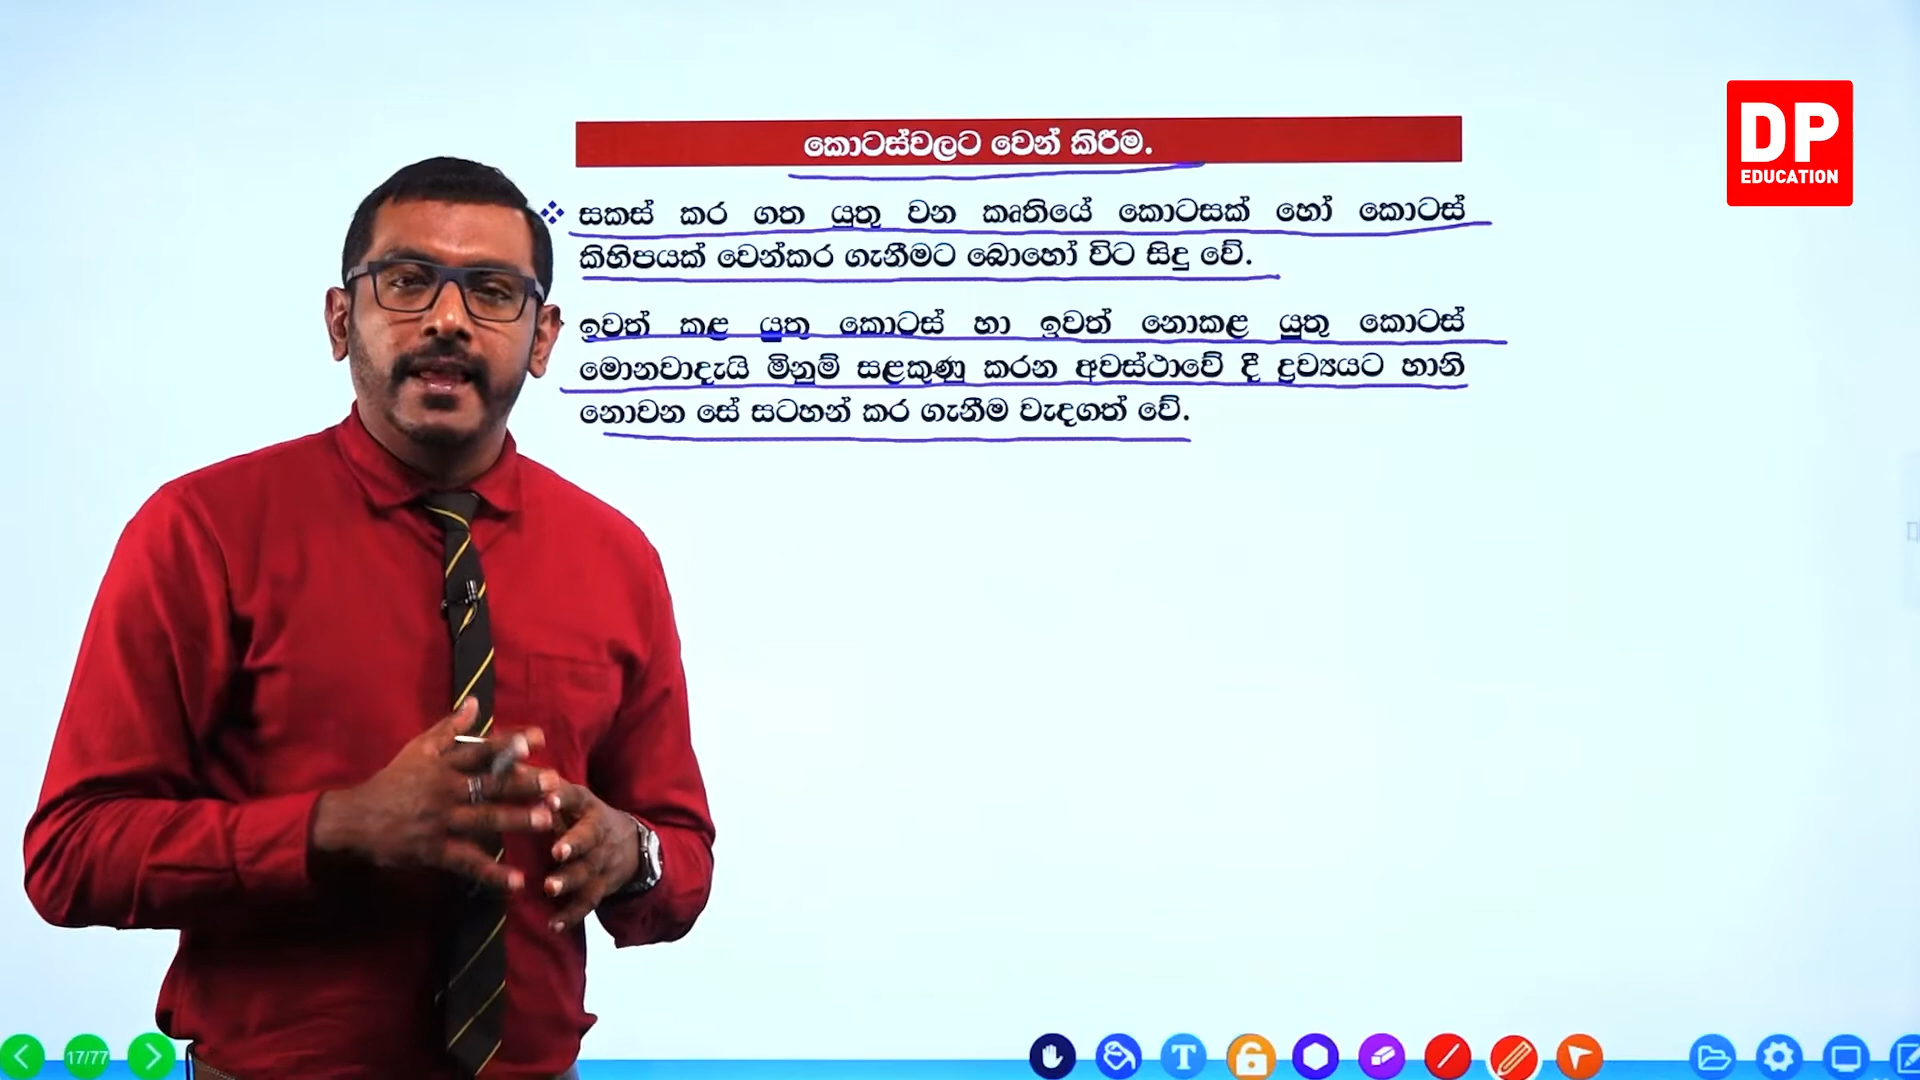 කොටස්වලට වෙන් කිරීම.
DP
EDUCATION
සකස් කර ගත යුතු වන කෘතියේ කොටසක් හෝ කොටස්
කිහිපයක් වෙන්කර ගැනීමට බොහෝ විට සිදු වේ.
ඉවත් කළ යුතු කොටස් හා ඉවත් නොකළ යුතු කොටස්
මොනවාදැයි මිනුම් සළකුණු කරන අවස්ථාවේ දී ද්‍රව්‍යයට හානි
නොවන සේ සටහන් කර ගැනීම වැදගත් වේ.
17/77
T